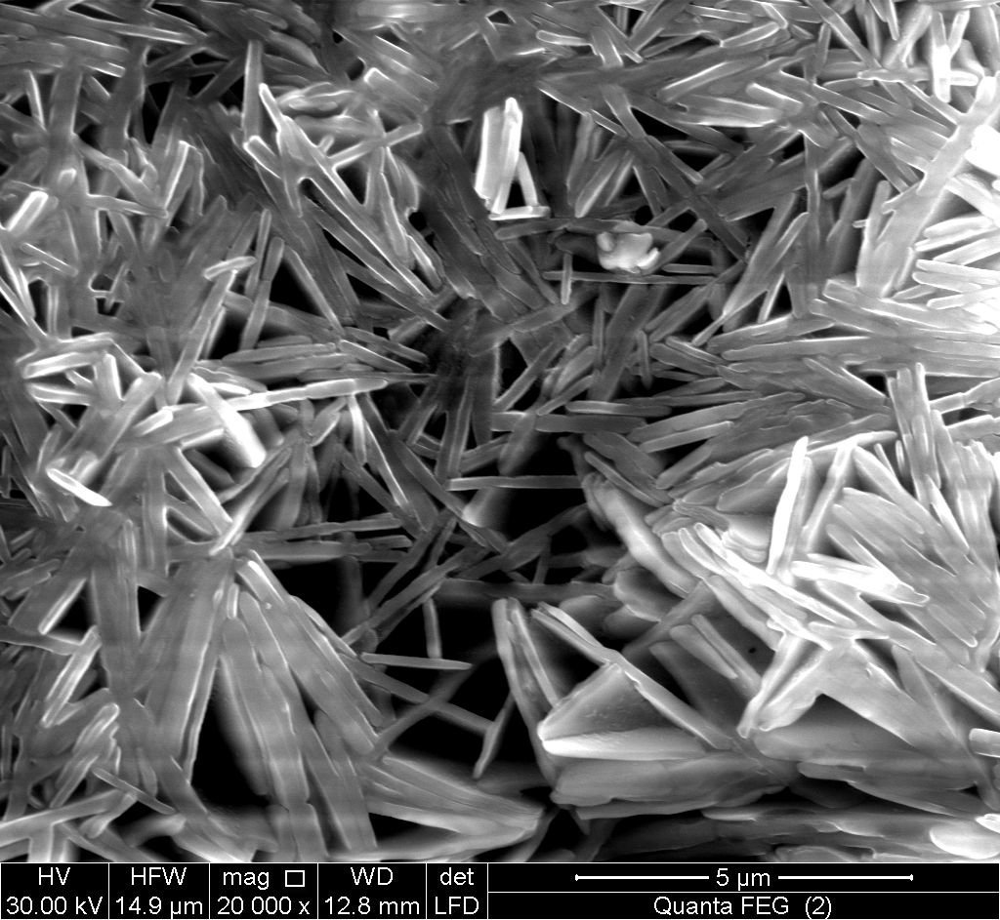 HV HFW mag □ WD det 5 µm
30.00 kV 14.9 µm 20 000 x 12.8 mm LFD Quanta FEG (2)